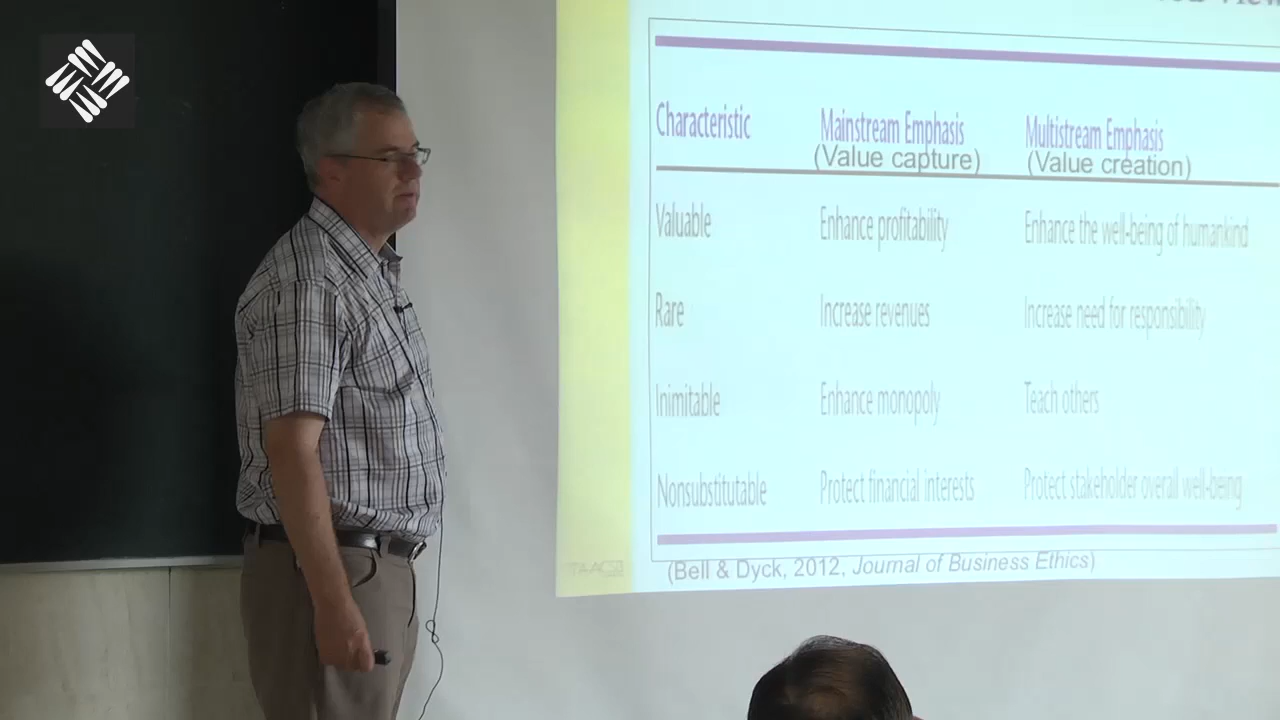 View
Characteristic Mainstream Emphasis Multistream Emphasis
(Value capture) (Value creation)
Valuable Enhance profitability Enhance the well-being of humankind
Rare Increase revenues Increase need for responsibility
Inimitable Enhance monopoly Teach others
Nonsubstitutable Protect financial interests Protect stakeholder overall well-being
(Bell & Dyck, 2012, Journal of Business Ethics)